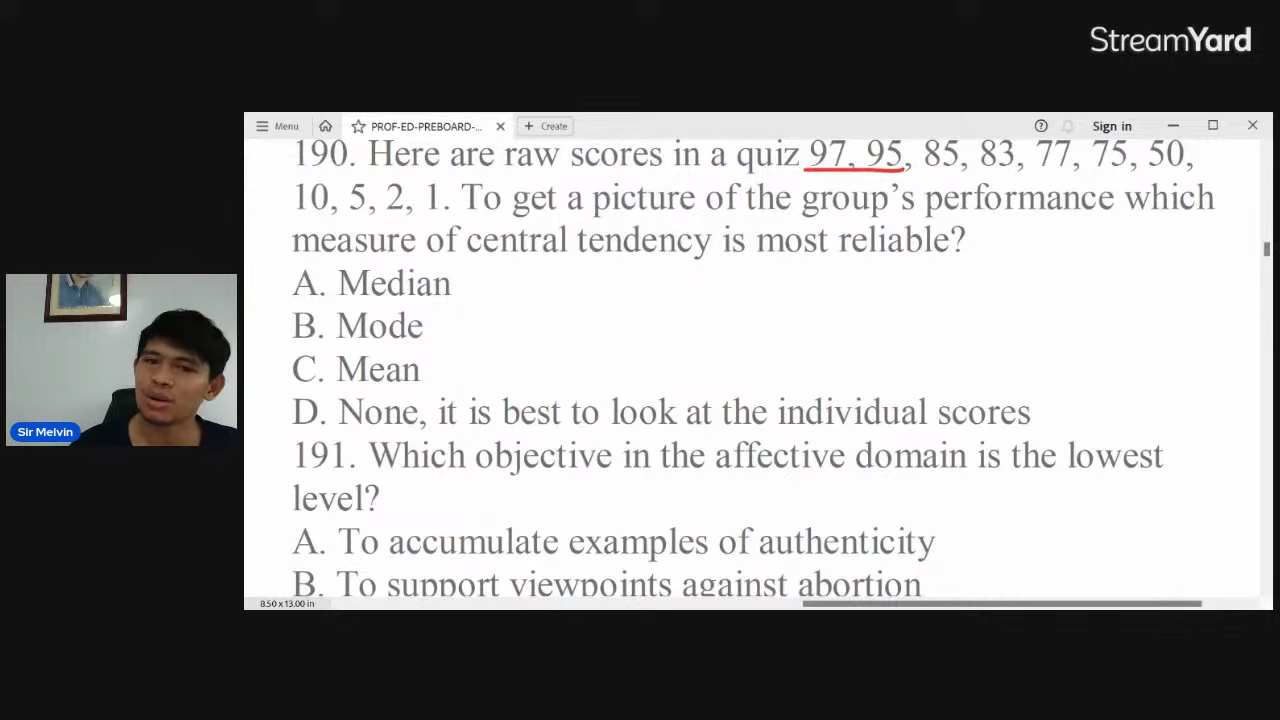 StreamYard
Menu
PROF-ED-PREBOARD-...
Create
Sign in
190. Here are raw scores in a quiz 97, 95, 85, 83, 77, 75, 50,
10, 5, 2, 1. To get a picture of the group’s performance which
measure of central tendency is most reliable?
A. Median
B. Mode
C. Mean
D. None, it is best to look at the individual scores
191. Which objective in the affective domain is the lowest
level?
A. To accumulate examples of authenticity
B. To support viewpoints against abortion
8.50 x 13.00 in
Sir Melvin